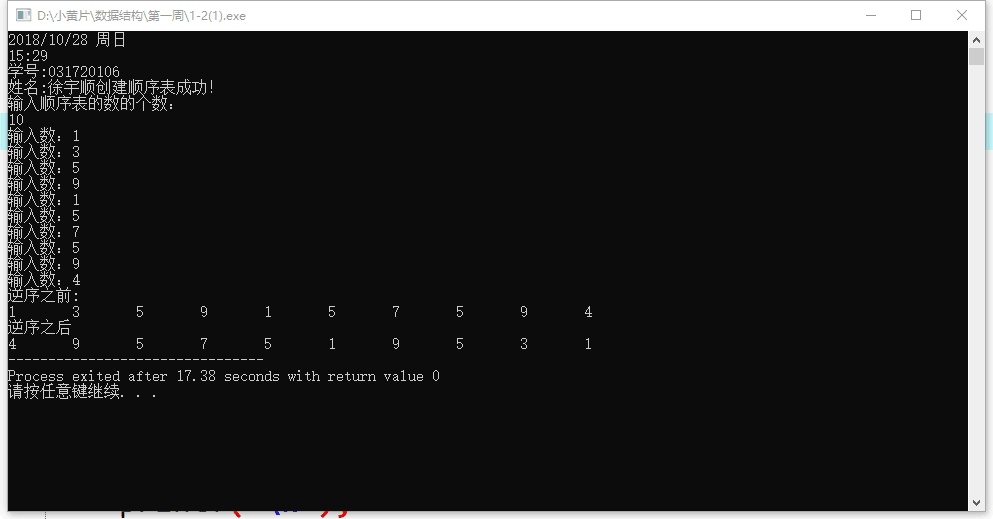 D:\小黄片\数据结构\第一周\1-2(1).exe
2018/10/28 周日
15:29
学号:031720106
姓名:徐宇顺创建顺序表成功!
输入顺序表的数的个数:
10
输入数: 1
输入数: 3
输入数: 5
输入数: 9
输入数: 1
输入数: 5
输入数: 7
输入数: 5
输入数: 9
输入数: 4
逆序之前:
1 3 5 9 1 5 7 5 9 4
逆序之后
4 9 5 7 5 1 9 5 3 1
--------------------------------
Process exited after 17.38 seconds with return value 0
请按任意键继续. . .